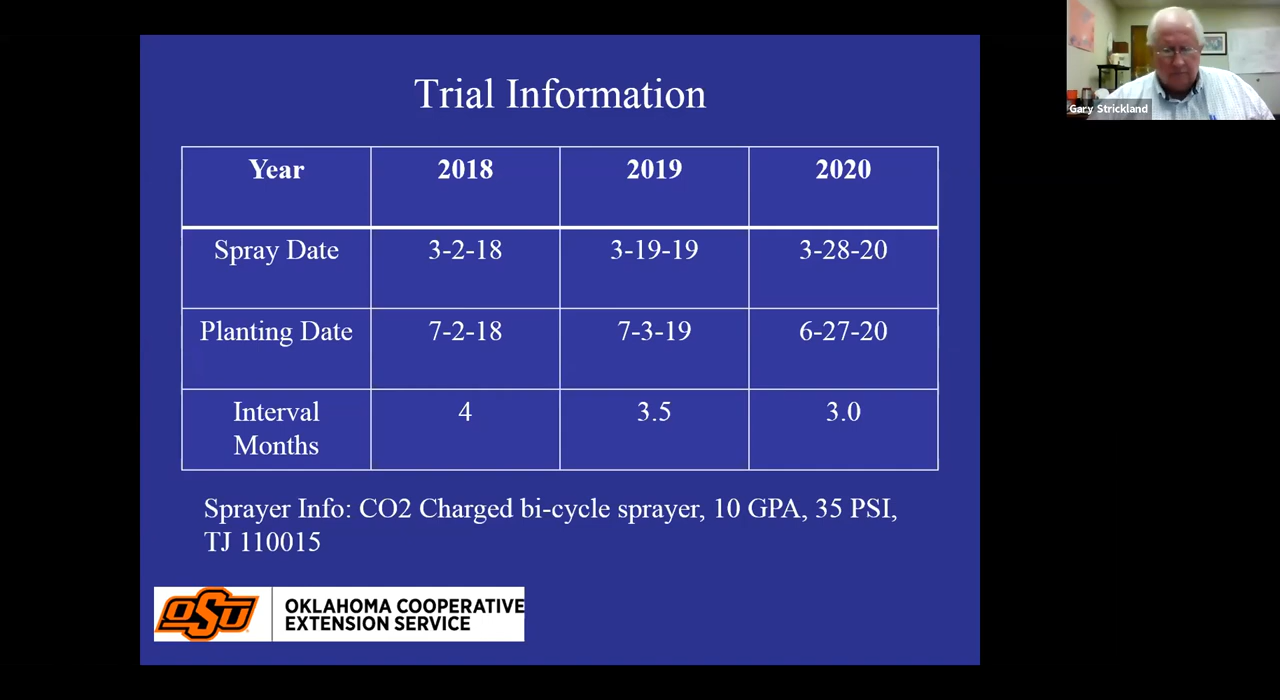 Trial Information
Year 2018 2019 2020
Spray Date 3-2-18 3-19-19 3-28-20
Planting Date 7-2-18 7-3-19 6-27-20
Interval 4 3.5 3.0
Months
Sprayer Info: CO2 Charged bi-cycle sprayer, 10 GPA, 35 PSI,
TJ 110015
OSU OKLAHOMA COOPERATIVE
EXTENSION SERVICE
Gary Strickland